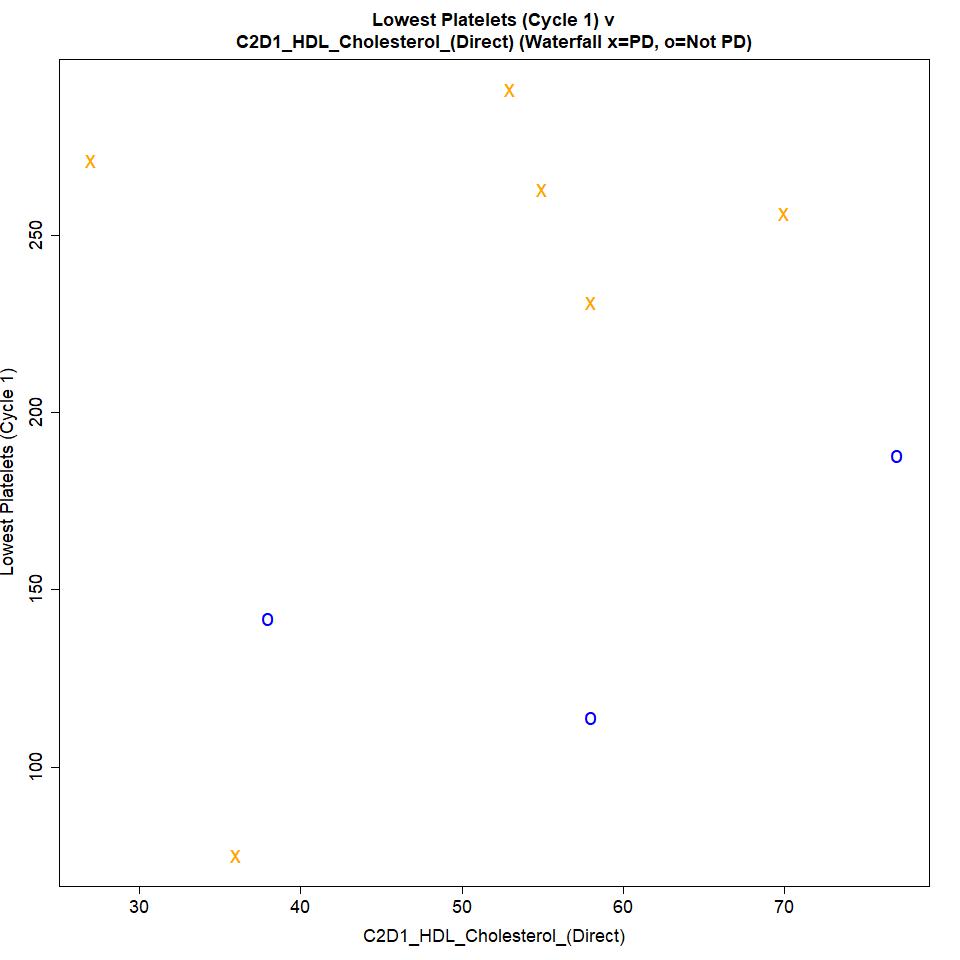 Lowest Platelets (Cycle 1) v
C2D1_HDL_Cholesterol_(Direct) (Waterfall x=PD, o=Not PD)
Lowest Platelets (Cycle 1)
250
200
150
100
X
X
X
X
X
O
O
O
X
30 40 50 60 70
C2D1_HDL_Cholesterol_(Direct)